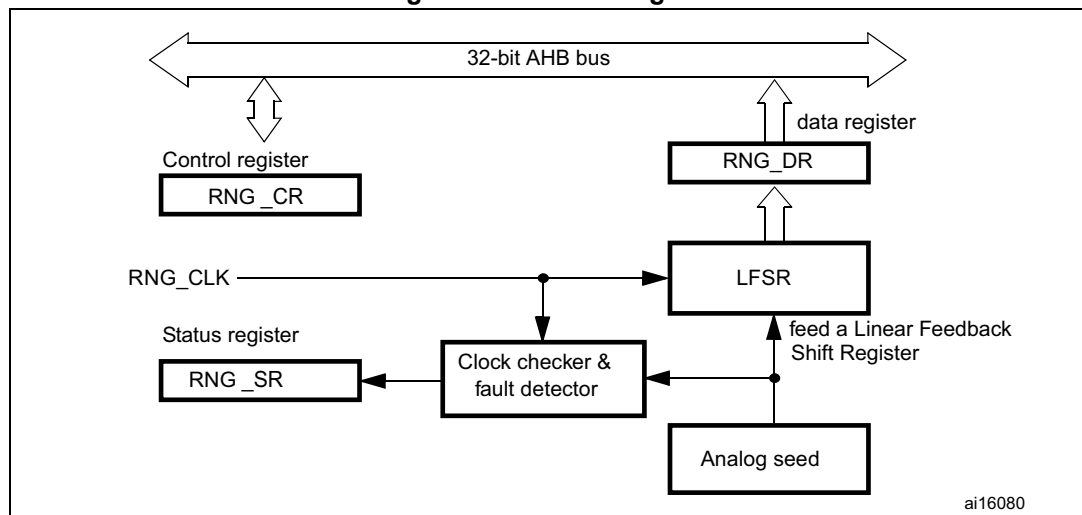 32-bit AHB bus
data register
Control register
RNG_DR
RNG _CR
RNG_CLK
LFSR
feed a Linear Feedback
Shift Register
Status register
Clock checker &
fault detector
RNG _SR
Analog seed
ai16080